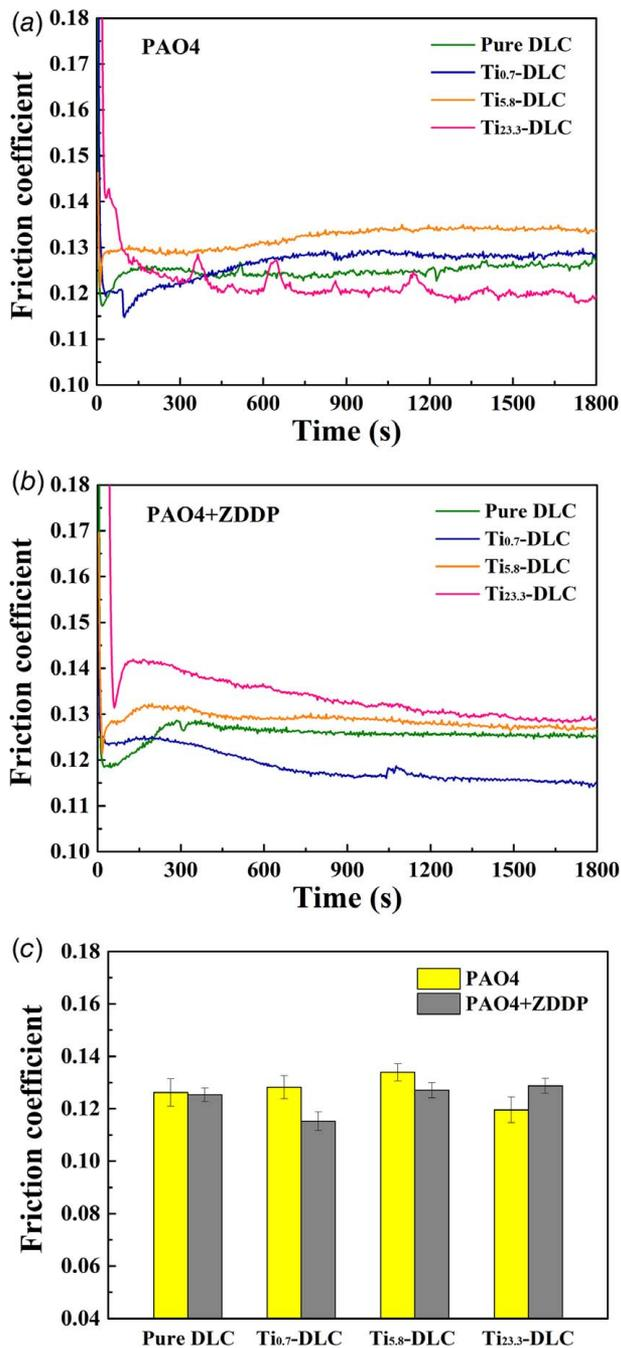 (a)
PAO4
Pure DLC
Ti0.7-DLC
Ti5.8-DLC
Ti23.3-DLC
Friction coefficient
0.18
0.17
0.16
0.15
0.14
0.13
0.12
0.11
0.10
0 300 600 900 1200 1500 1800
Time (s)
(b)
PAO4+ZDDP
Pure DLC
Ti0.7-DLC
Ti5.8-DLC
Ti23.3-DLC
Friction coefficient
0.18
0.17
0.16
0.15
0.14
0.13
0.12
0.11
0.10
0 300 600 900 1200 1500 1800
Time (s)
(c)
PAO4
PAO4+ZDDP
Friction coefficient
0.18
0.16
0.14
0.12
0.10
0.08
0.06
0.04
Pure DLC Ti0.7-DLC Ti5.8-DLC Ti23.3-DLC